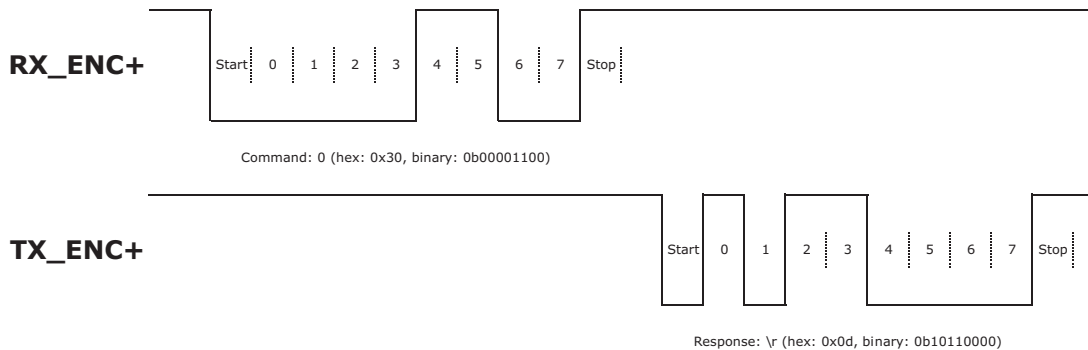 RX_ENC+
Start 0 1 2 3 4 5 6 7 Stop
Command: 0 (hex: 0x30, binary: 0b00001100)
TX_ENC+
Start 0 1 2 3 4 5 6 7 Stop
Response: \r (hex: 0x0d, binary: 0b10110000)